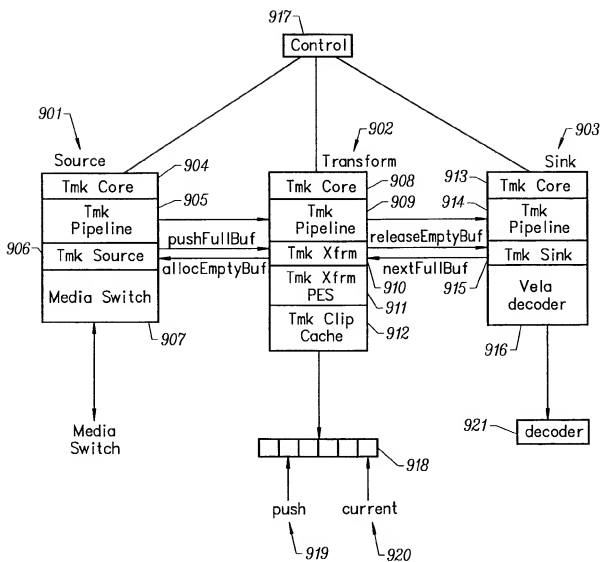 917
Control
901
Source
904
Tmk Core
905
Tmk
Pipeline
906
Tmk Source
Media Switch
907
Media
Switch
pushFullBuf
allocEmptyBuf
902
Transform
Tmk Core
908
909
Tmk
Pipeline
Tmk Xfrm
910
Tmk Xfrm
PES
911
Tmk Clip
Cache
912
releaseEmptyBuf
nextFullBuf
903
Sink
913
Tmk Core
914
Tmk
Pipeline
Tmk Sink
915
Vela
decoder
916
921
decoder
918
push
current
919
920